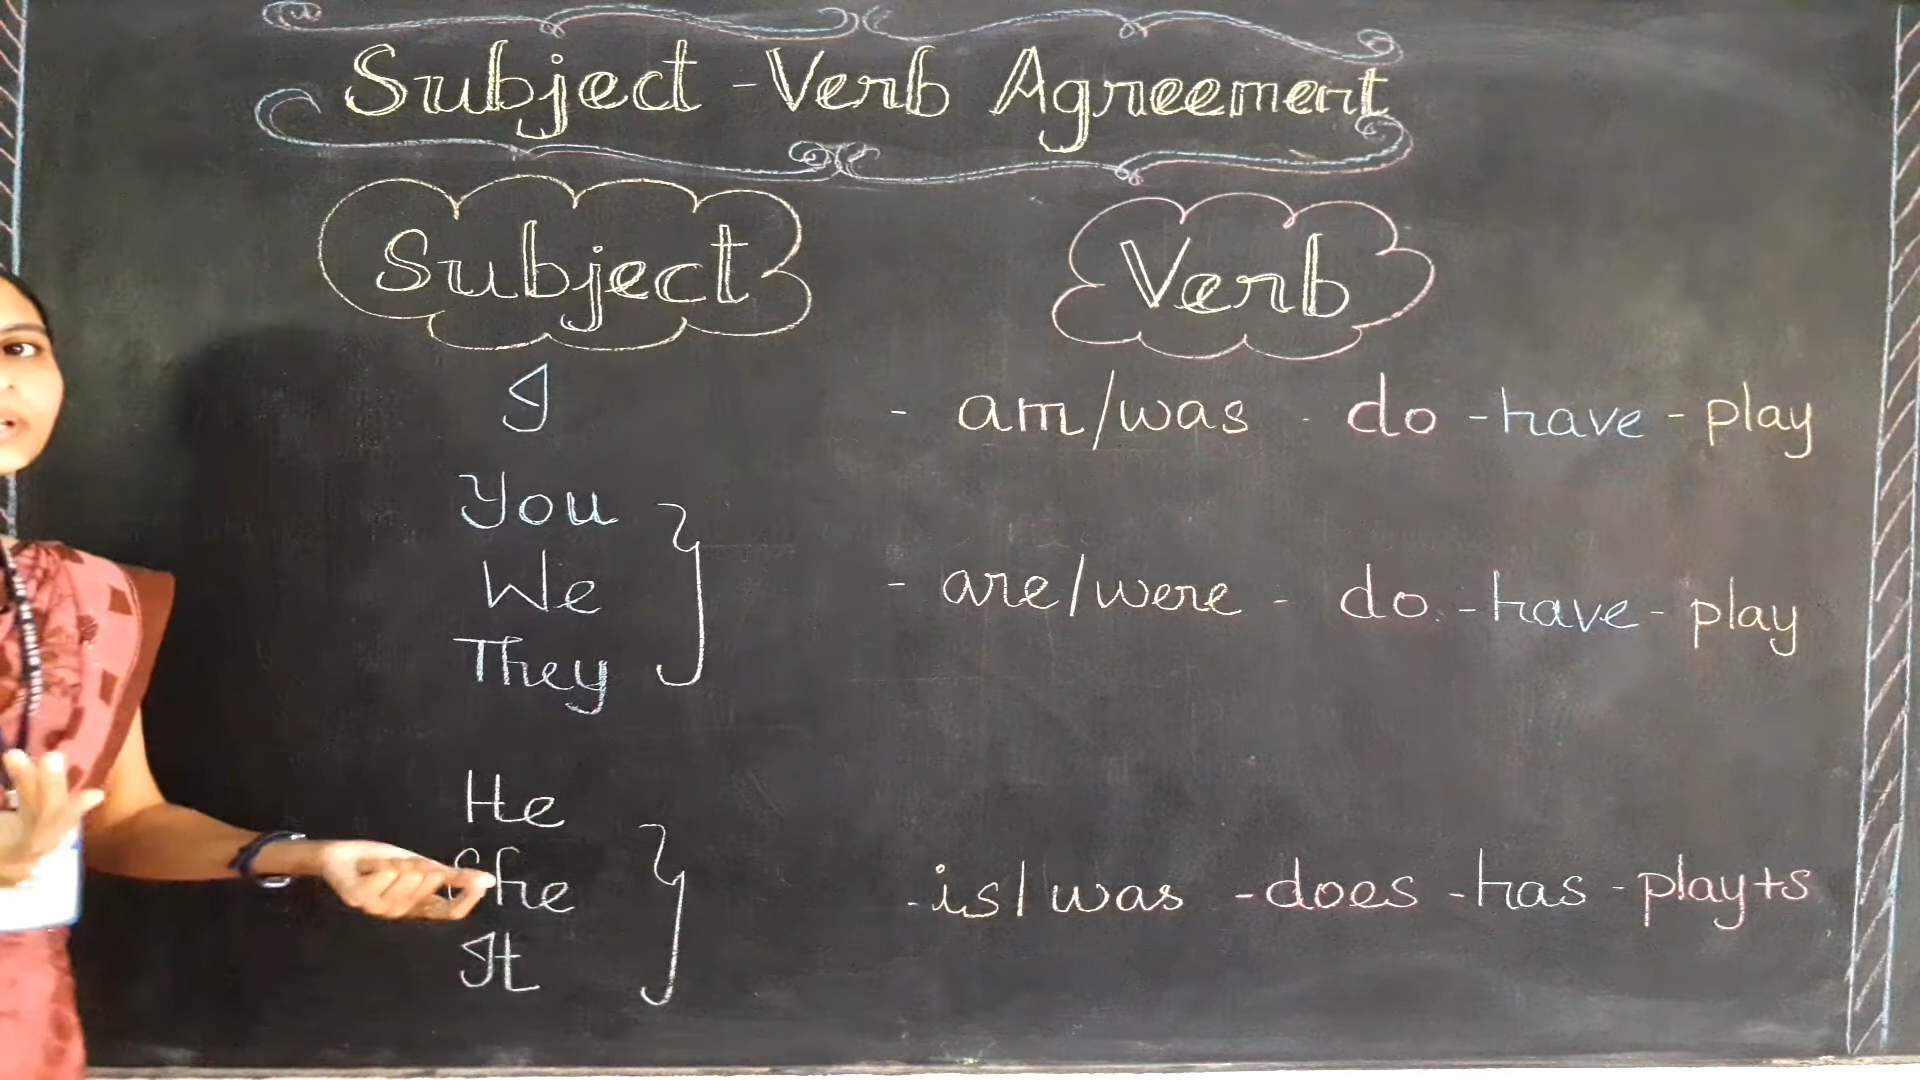 Subject - Verb Agreement
Subject Verb
I - am/was - do - have - play
You
We } - are/were - do - have - play
They
He
She } - is/was - does - has - play+s
It